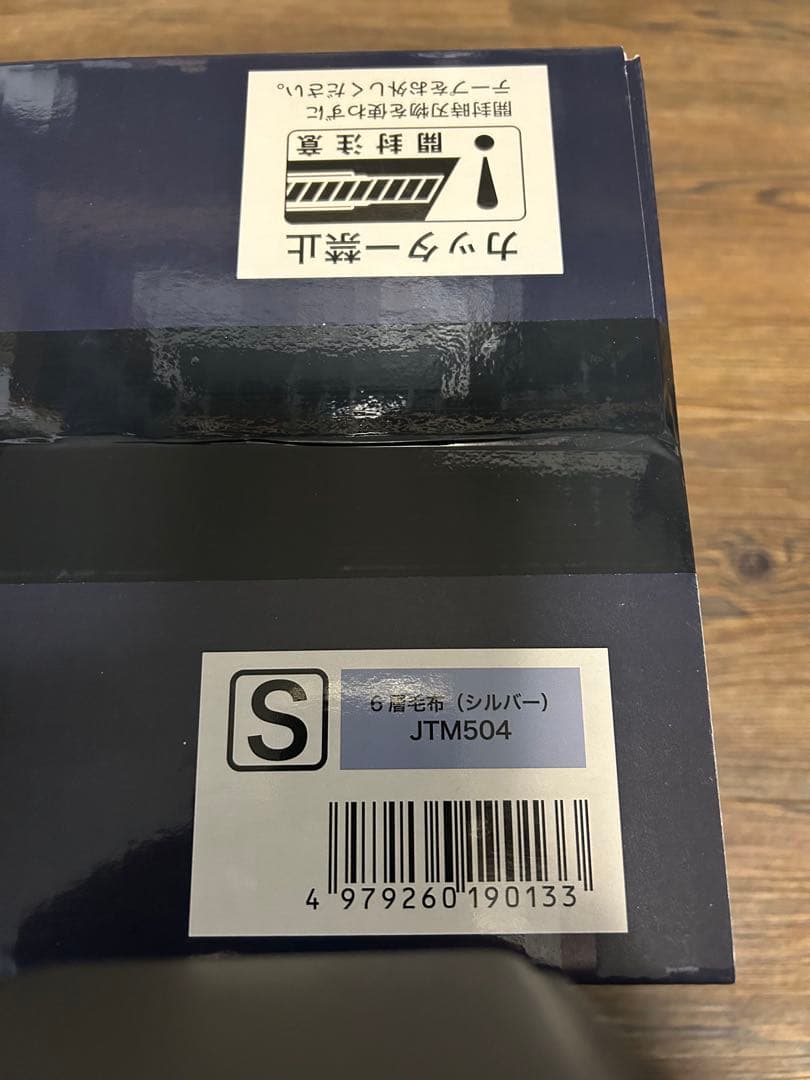 カッター禁止
開封注意
開封時刃物を使わずに
テープをお外しください。
S
6層毛布（シルバー）
JTM504
4 979260 190133